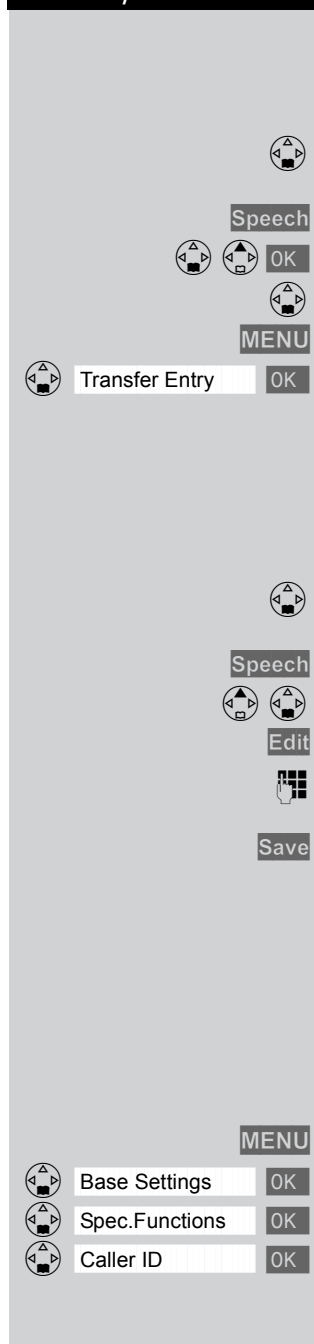 Speech
OK
MENU
Transfer Entry OK
Speech
Edit
Save
MENU
Base Settings OK
Spec.Functions OK
Caller ID OK